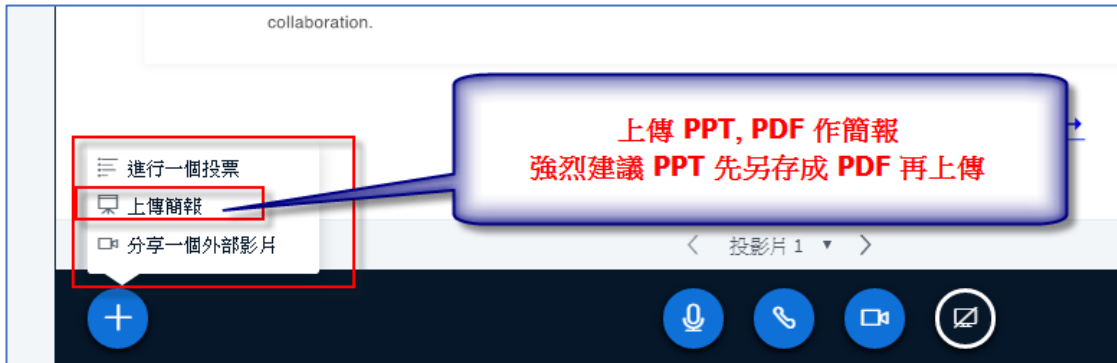 collaboration.
上傳 PPT, PDF 作簡報
強烈建議 PPT 先另存成 PDF 再上傳
進行一個投票
上傳簡報
分享一個外部影片
投影片 1